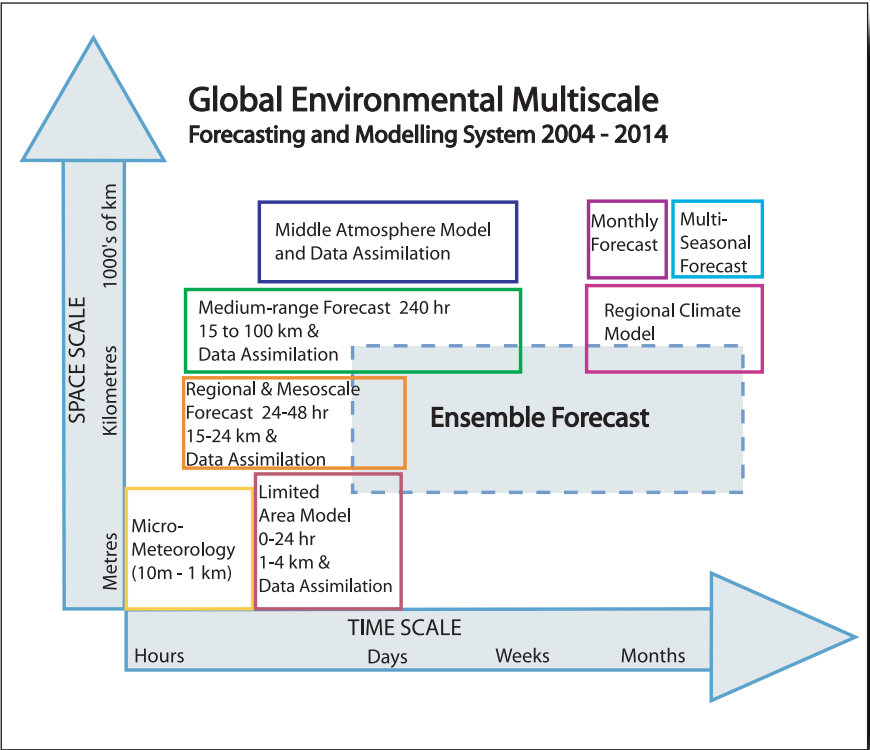 Global Environmental Multiscale
Forecasting and Modelling System 2004 - 2014
SPACE SCALE
1000's of km
Kilometres
Metres
Middle Atmosphere Model
and Data Assimilation
Monthly
Forecast
Multi-
Seasonal
Forecast
Medium-range Forecast 240 hr
15 to 100 km &
Data Assimilation
Regional Climate
Model
Regional & Mesoscale
Forecast 24-48 hr
15-24 km &
Data Assimilation
Ensemble Forecast
Micro-
Meteorology
(10m - 1 km)
Limited
Area Model
0-24 hr
1-4 km &
Data Assimilation
TIME SCALE
Hours
Days
Weeks
Months